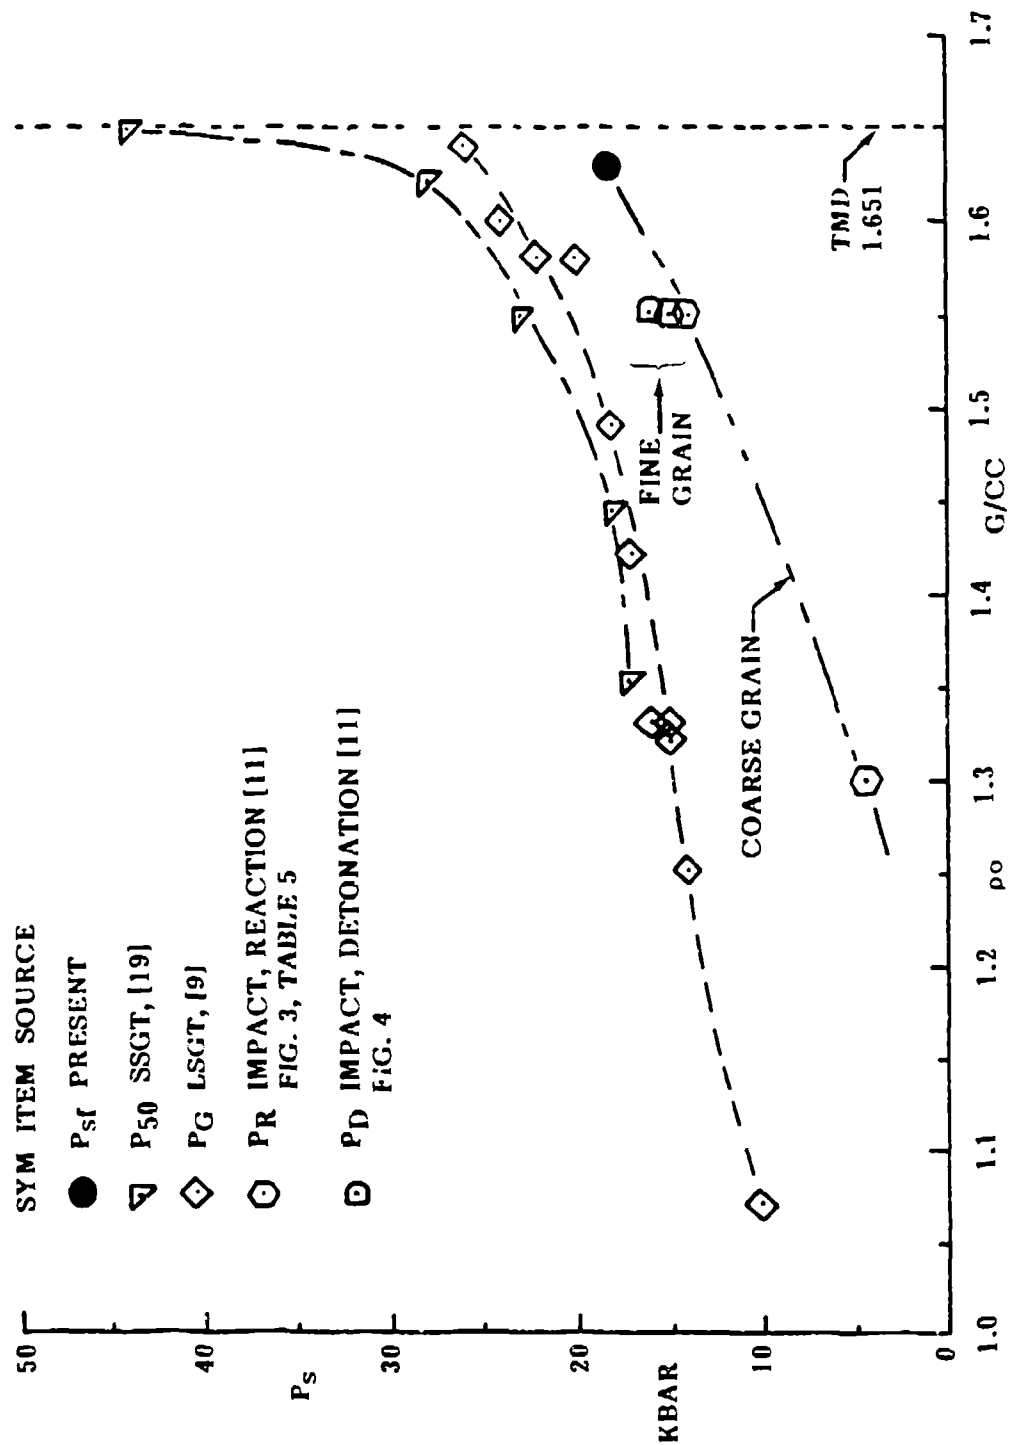 SYM ITEM SOURCE
Psf PRESENT
P50 SSGT, [19]
PG LSGT, [9]
PR IMPACT, REACTION [11]
FIG. 3, TABLE 5
PD IMPACT, DETONATION [11]
FIG. 4
50
40
30
20
10
0
Ps
KBAR
FINE
GRAIN
COARSE GRAIN
TMD
1.651
1.0
1.1
1.2
1.3
1.4
1.5
1.6
1.7
ρo
G/CC